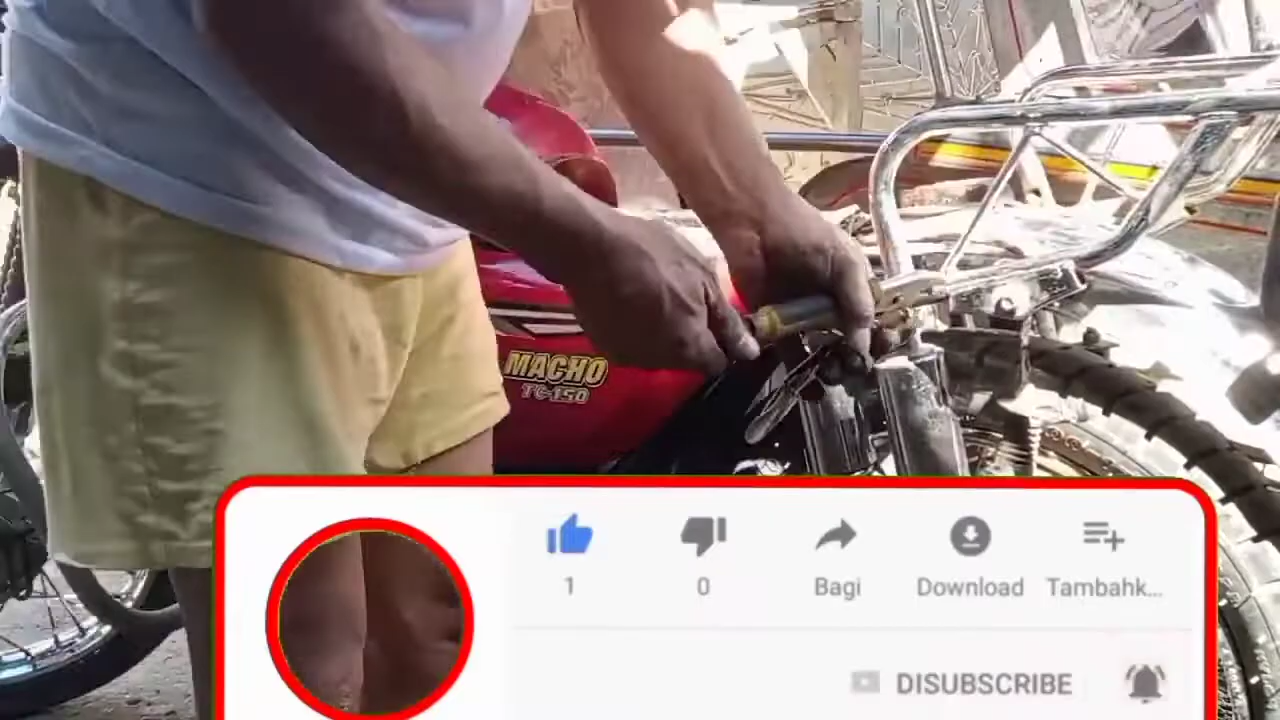 MACHO
TC-150
1
0
Bagi
Download
Tambahk...
DISUBSCRIBE